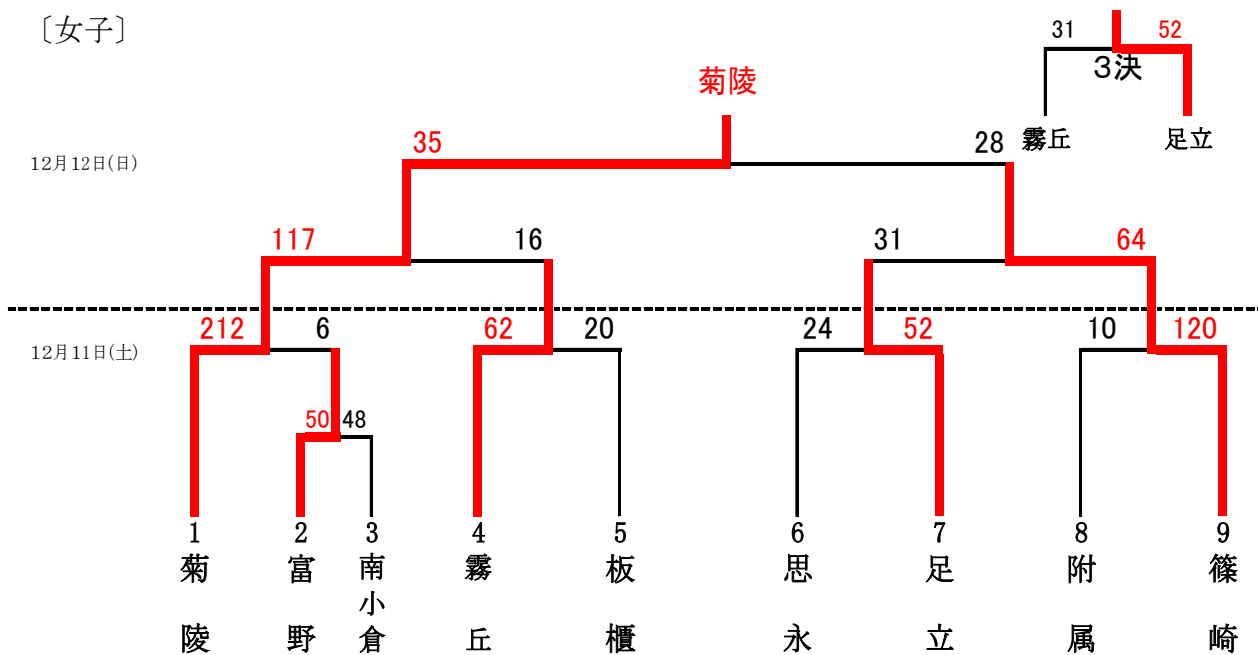 〔女子〕
31 52
3決
霧丘 足立
菊陵
35 28
12月12日(日)
117 16 31 64
212 6 62 20 24 52 10 120
12月11日(土)
50 48
1 2 3 4 5 6 7 8 9
菊陵 富野 南小倉 霧丘 板櫃 思永 足立 附属 篠崎